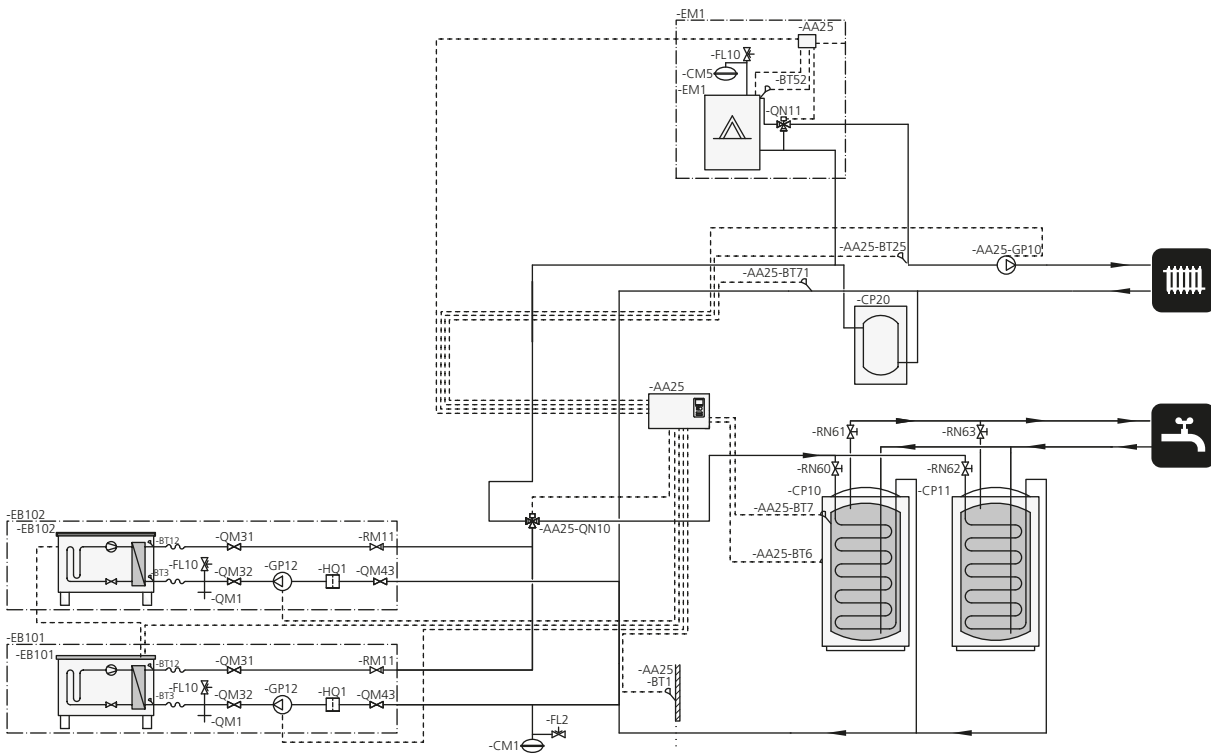 -EM1
-AA25
-FL10
-CM5
-BT52
-EM1
-QN11
-AA25-BT25
-AA25-GP10
-AA25-BT71
-CP20
-AA25
-RN61
-RN63
-RN60
-RN62
-CP10
-CP11
-AA25-BT7
-AA25-QN10
-AA25-BT6
-EB102
-EB102
-BT12
-QM31
-RM11
-BT3
-FL10
-QM32
-GP12
-HQ1
-QM43
-QM1
-EB101
-EB101
-BT12
-QM31
-RM11
-BT3
-FL10
-QM32
-GP12
-HQ1
-QM43
-QM1
-AA25
-BT1
-FL2
-CM1